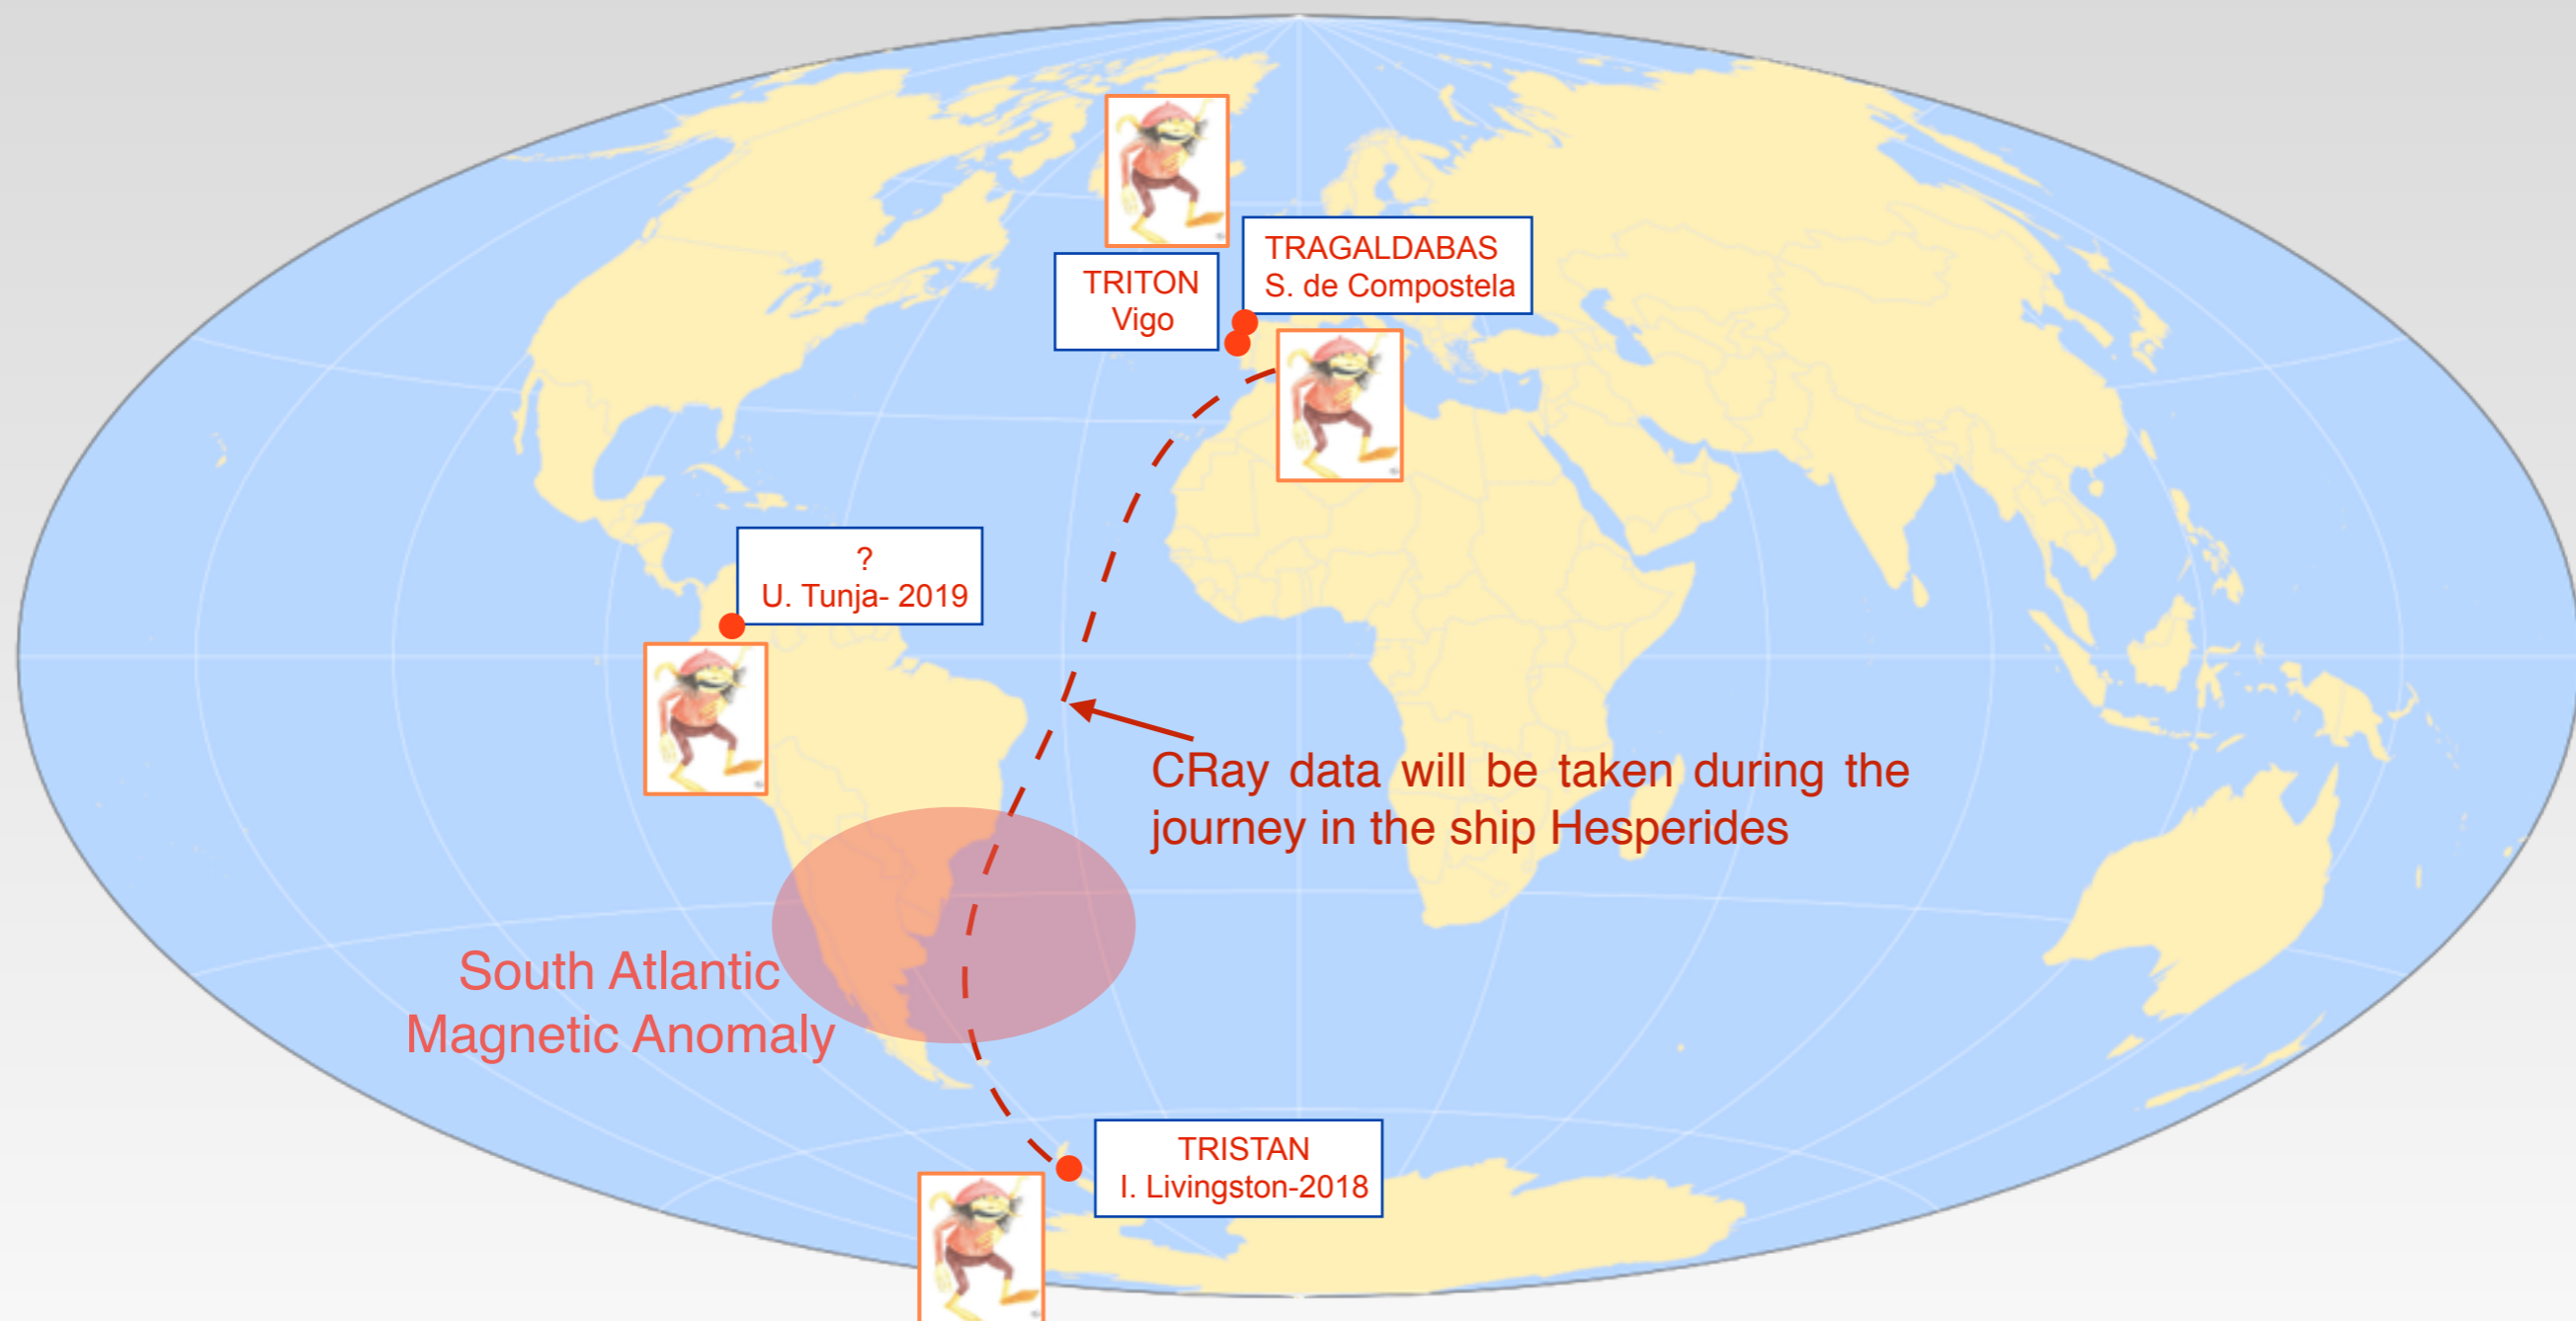 TRAGALDABAS
S. de Compostela
TRITON
Vigo
?
U. Tunja- 2019
CRay data will be taken during the
journey in the ship Hesperides
South Atlantic
Magnetic Anomaly
TRISTAN
I. Livingston-2018